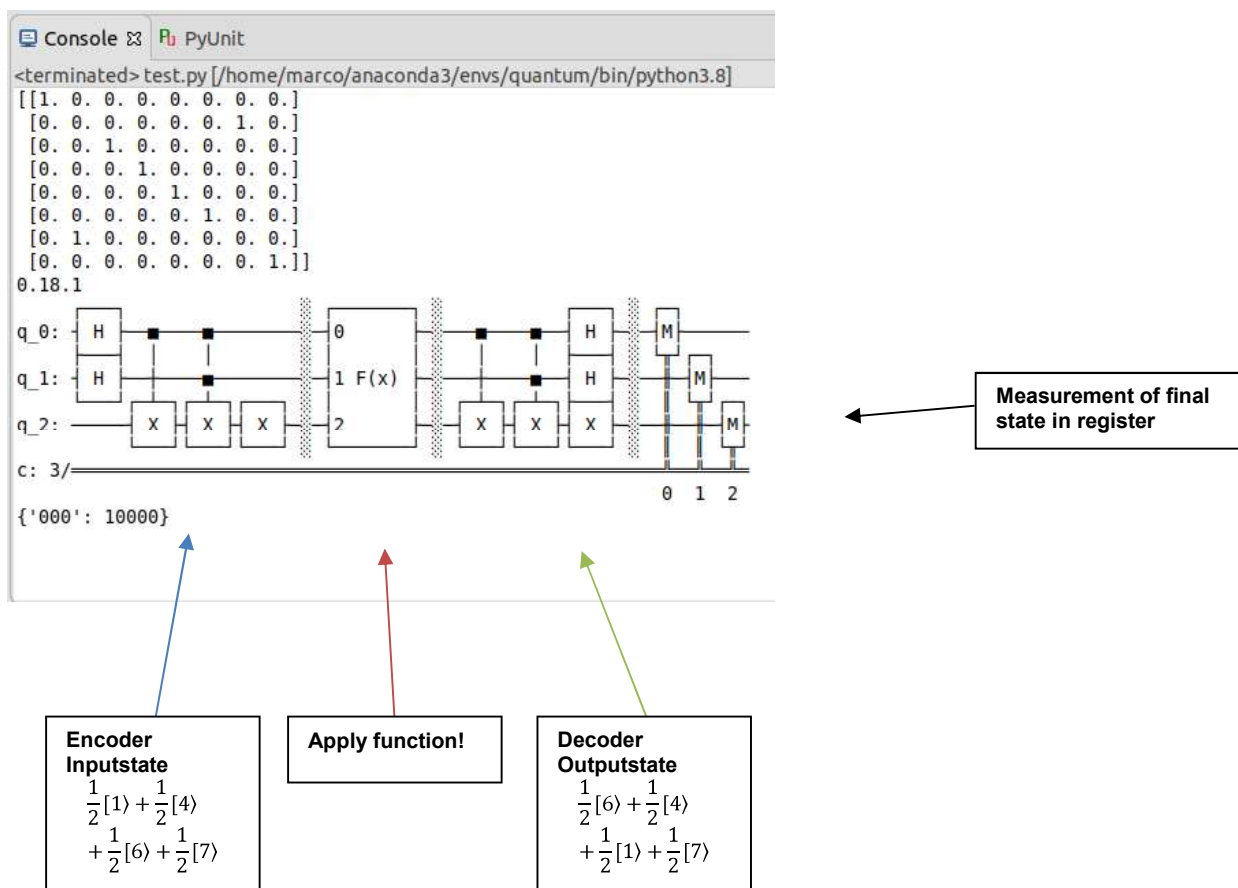 Console PyUnit
<terminated> test.py [/home/marco/anaconda3/envs/quantum/bin/python3.8]
[[1. 0. 0. 0. 0. 0. 0. 0.]
[0. 0. 0. 0. 0. 0. 1. 0.]
[0. 0. 1. 0. 0. 0. 0. 0.]
[0. 0. 0. 1. 0. 0. 0. 0.]
[0. 0. 0. 0. 1. 0. 0. 0.]
[0. 0. 0. 0. 0. 1. 0. 0.]
[0. 1. 0. 0. 0. 0. 0. 0.]
[0. 0. 0. 0. 0. 0. 0. 1.]]
0.18.1
q_0: H 0 H M
q_1: H 1 F(x) H M
q_2: X X X 2 X X X M
c: 3/
0 1 2
{'000': 10000}
Measurement of final
state in register
Encoder
Inputstate
1/2[1⟩ + 1/2[4⟩
+ 1/2[6⟩ + 1/2[7⟩
Apply function!
Decoder
Outputstate
1/2[6⟩ + 1/2[4⟩
+ 1/2[1⟩ + 1/2[7⟩